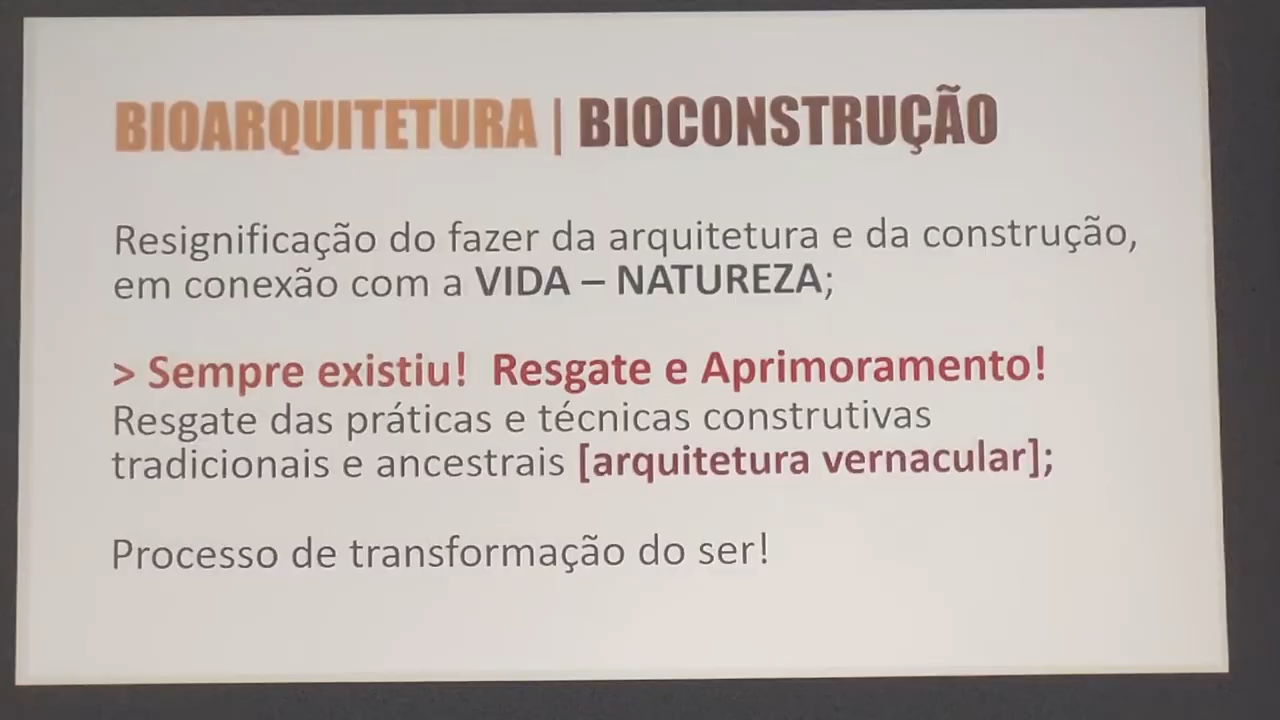 BIOARQUITETURA | BIOCONSTRUÇÃO
Resignificação do fazer da arquitetura e da construção,
em conexão com a VIDA – NATUREZA;
> Sempre existiu! Resgate e Aprimoramento!
Resgate das práticas e técnicas construtivas
tradicionais e ancestrais [arquitetura vernacular];
Processo de transformação do ser!